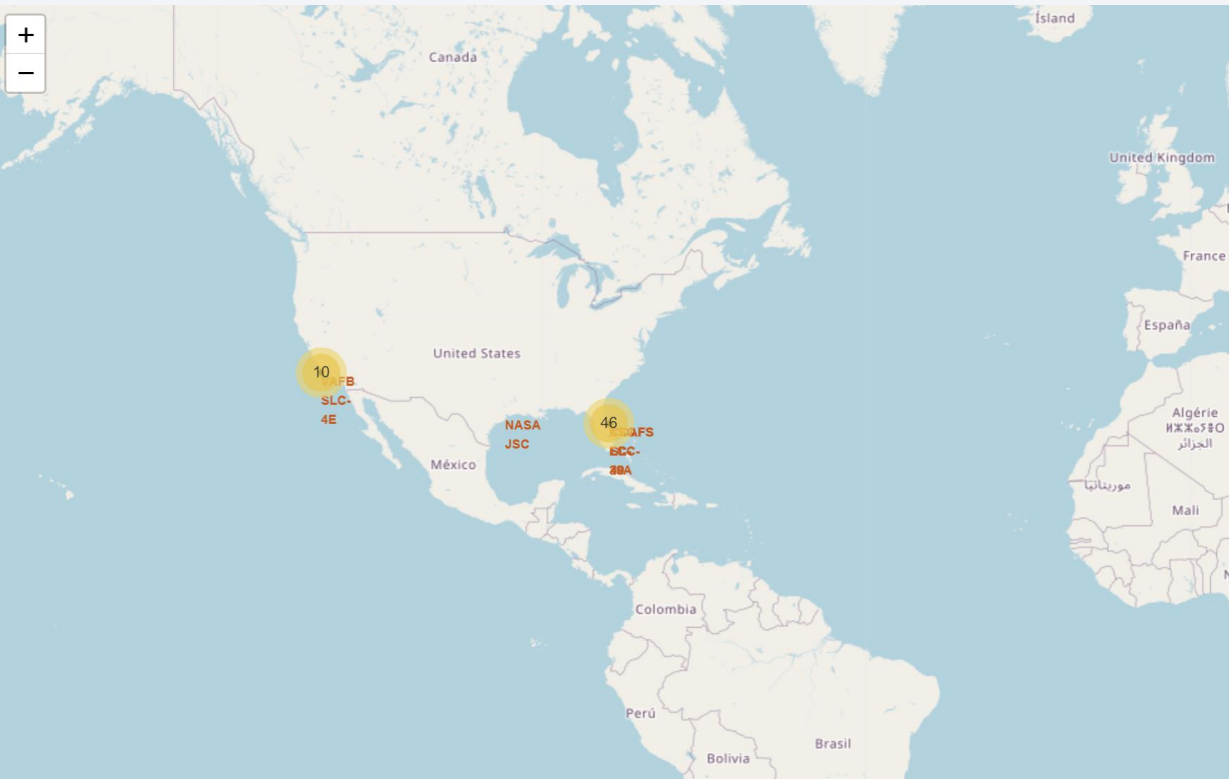 +
−
Ísland
Canada
United Kingdom
France
España
United States
10
VAFB
SLC-
4E
46
NASA
JSC
México
Algérie
ⵍⵣⵣⴰⵢⴻⵔ
الجزائر
موريتانيا
Mali
Colombia
Perú
Brasil
Bolivia